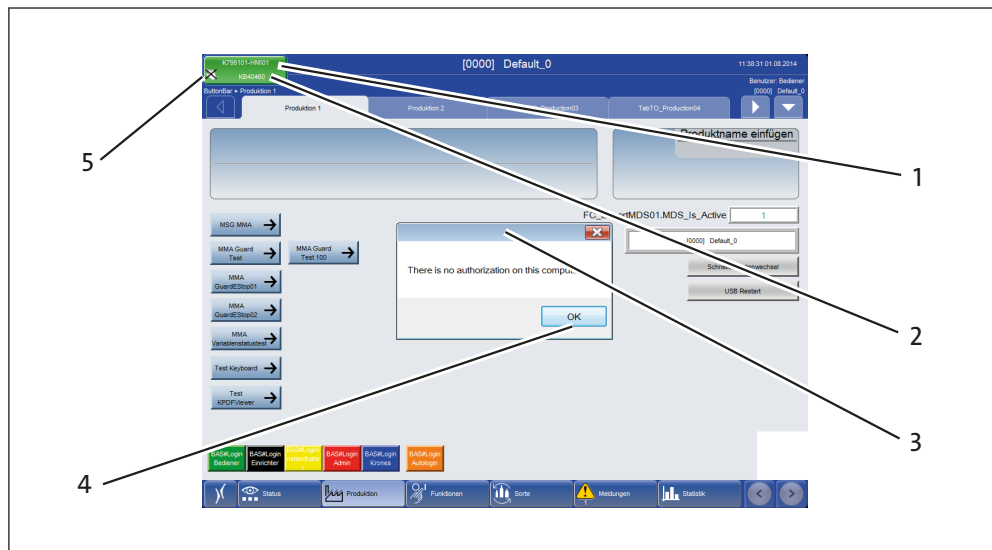 K795101-HMI01
[0000] Default_0
11:38:31 01.08.2014
KB40460
Benutzer: Bediener
ButtonBar ▸ Produktion 1
[0000] Default_0
Produktion 1
Produktion 2
Production03
TabTO_Production04
5
1
Produktname einfügen
MSG MMA
MDS01.MDS_Is_Active
1
MMA Guard
Test
MMA Guard
Test 100
[0000] Default_0
There is no authorization on this
MMA
GuardEStop01
USB Restart
MMA
GuardEStop02
OK
MMA
Variablenstatustest
2
Test Keyboard
Test
KPDFViewer
3
BAS#Login
Bediener
BAS#Login
Einrichter
BAS#Login
BAS#Login
Admin
BAS#Login
Krones
BAS#Login
Autologin
4
Status
Produktion
Funktionen
Sorte
Meldungen
Statistik